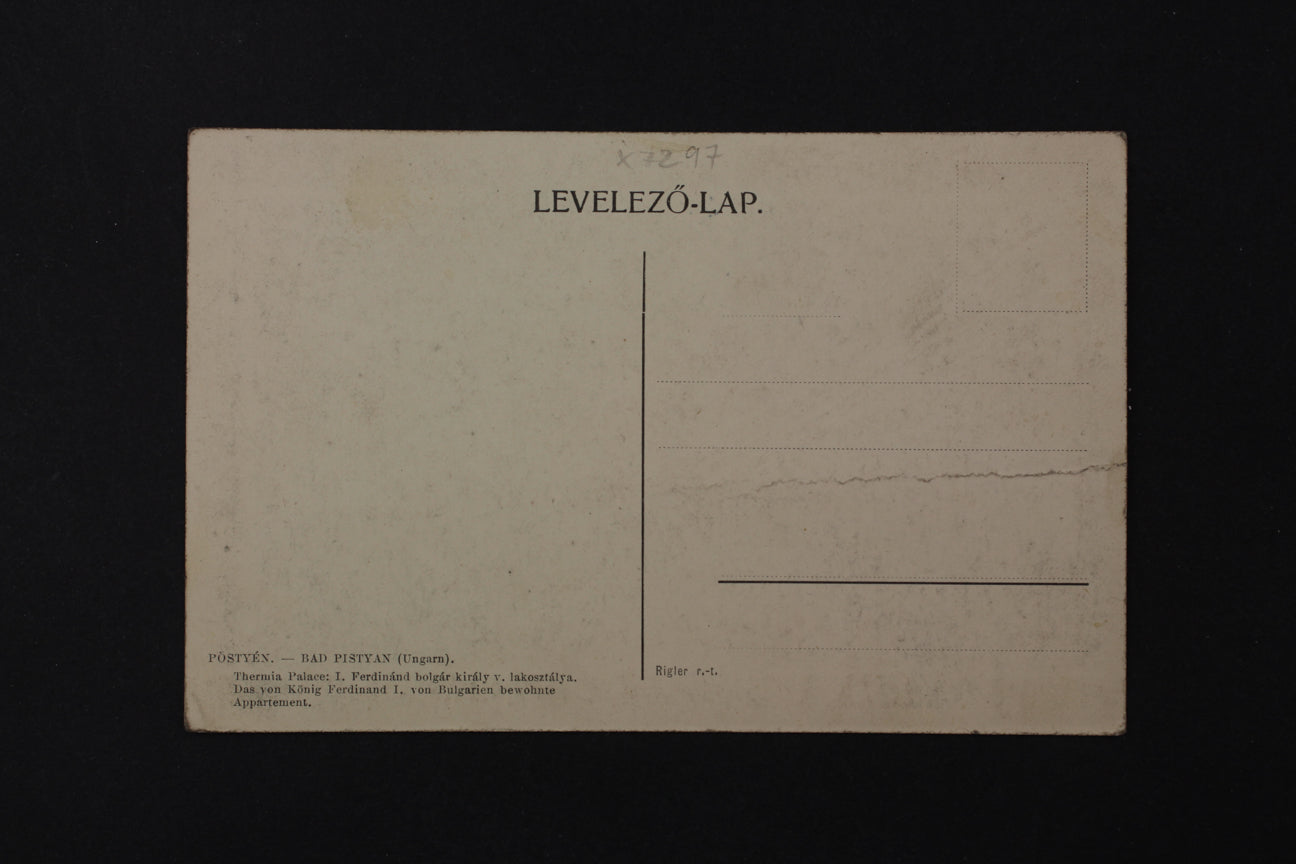 X 7297
LEVELEZŐ-LAP.
PÖSTYÉN. — BAD PISTYAN (Ungarn).
Thermia Palace: I. Ferdinánd bolgár király v. lakosztálya.
Das von König Ferdinand I. von Bulgarien bewohnte
Appartement.
Rigler r.-t.